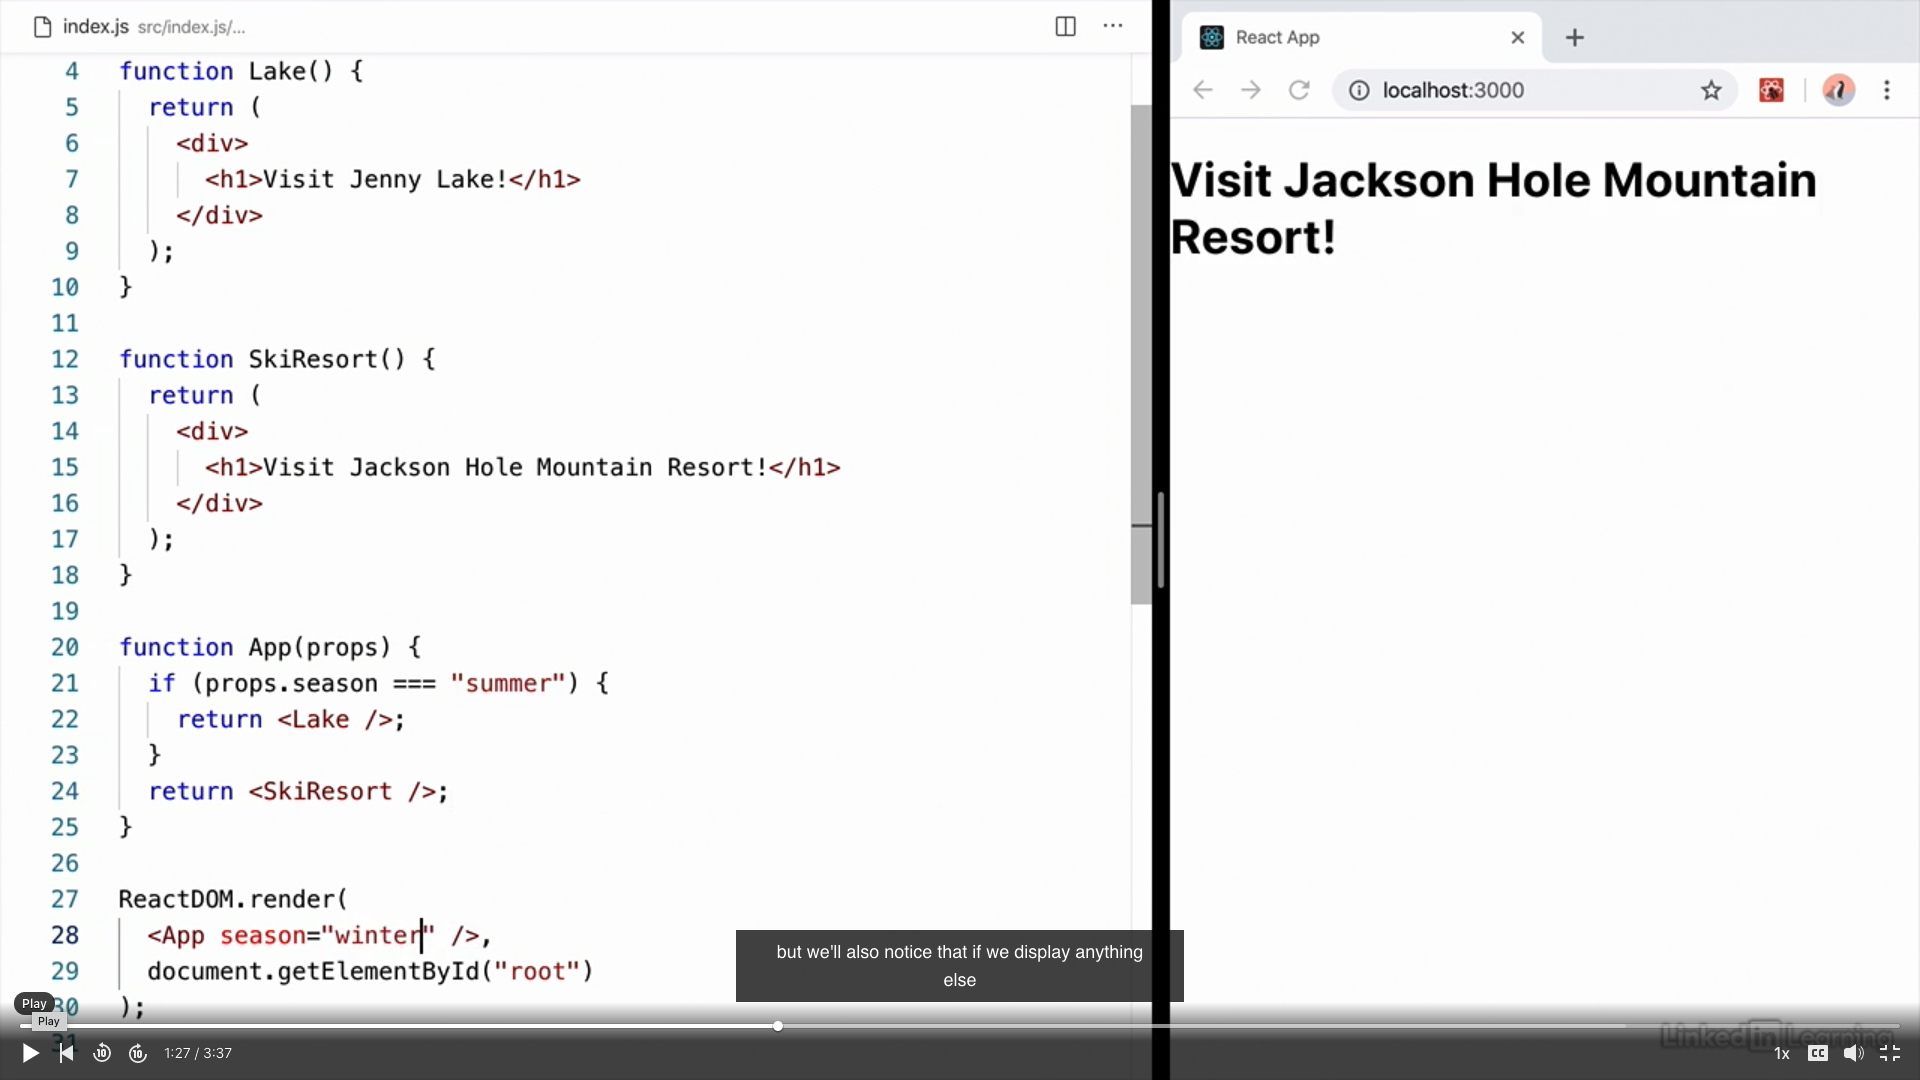 index.js src/index.js/...
4 function Lake() {
5 return (
6 <div>
7 <h1>Visit Jenny Lake!</h1>
8 </div>
9 );
10 }
11
12 function SkiResort() {
13 return (
14 <div>
15 <h1>Visit Jackson Hole Mountain Resort!</h1>
16 </div>
17 );
18 }
19
20 function App(props) {
21 if (props.season === "summer") {
22 return <Lake />;
23 }
24 return <SkiResort />;
25 }
26
27 ReactDOM.render(
28 <App season="winter" />,
29 document.getElementById("root")
30 );
31
React App
localhost:3000
Visit Jackson Hole Mountain
Resort!
but we'll also notice that if we display anything
else
Play
Play
10
10
1:27 / 3:37
1x
CC
Linked in Learning